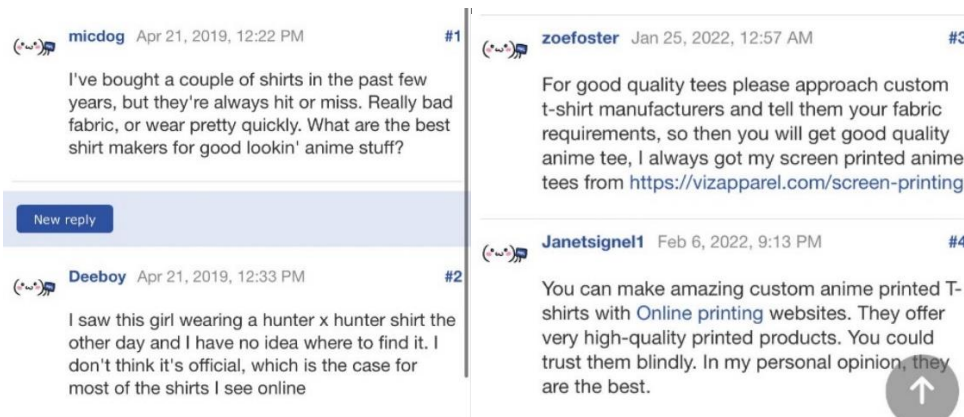 micdog Apr 21, 2019, 12:22 PM #1
I've bought a couple of shirts in the past few
years, but they're always hit or miss. Really bad
fabric, or wear pretty quickly. What are the best
shirt makers for good lookin' anime stuff?
New reply
Deeboy Apr 21, 2019, 12:33 PM #2
I saw this girl wearing a hunter x hunter shirt the
other day and I have no idea where to find it. I
don't think it's official, which is the case for
most of the shirts I see online
zoefoster Jan 25, 2022, 12:57 AM #3
For good quality tees please approach custom
t-shirt manufacturers and tell them your fabric
requirements, so then you will get good quality
anime tee, I always got my screen printed anime
tees from https://vizapparel.com/screen-printing
Janetsignel1 Feb 6, 2022, 9:13 PM #4
You can make amazing custom anime printed T-
shirts with Online printing websites. They offer
very high-quality printed products. You could
trust them blindly. In my personal opinion, they
are the best.